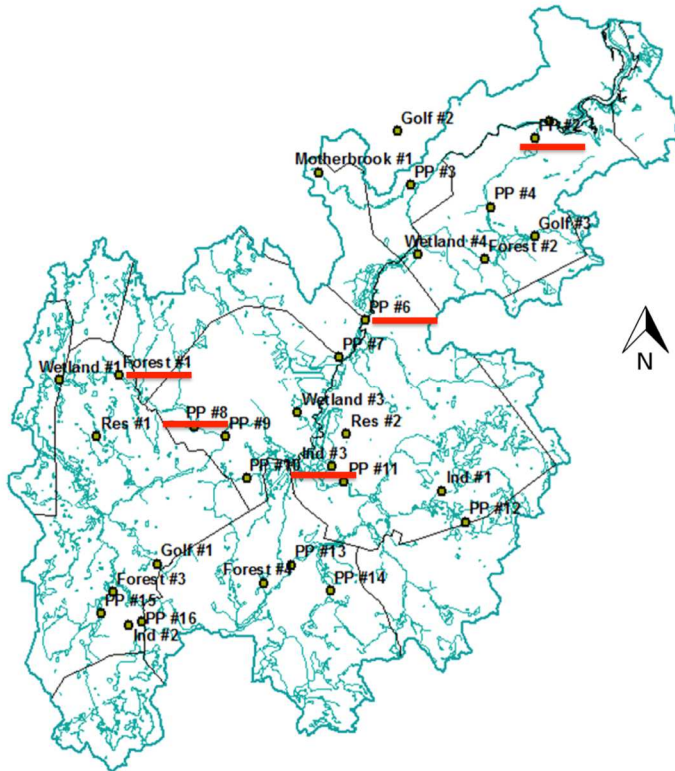 Golf #2
PP #2
Motherbrook #1
PP #3
PP #4
Golf #3
Wetland #4
Forest #2
PP #6
N
PP #7
Forest #1
Wetland #1
Wetland #3
PP #8
Res #1
PP #9
Res #2
Ind #3
PP #10
PP #11
Ind #1
PP #12
Golf #1
PP #13
Forest #3
Forest #4
PP #14
PP #15
PP #16
Ind #2